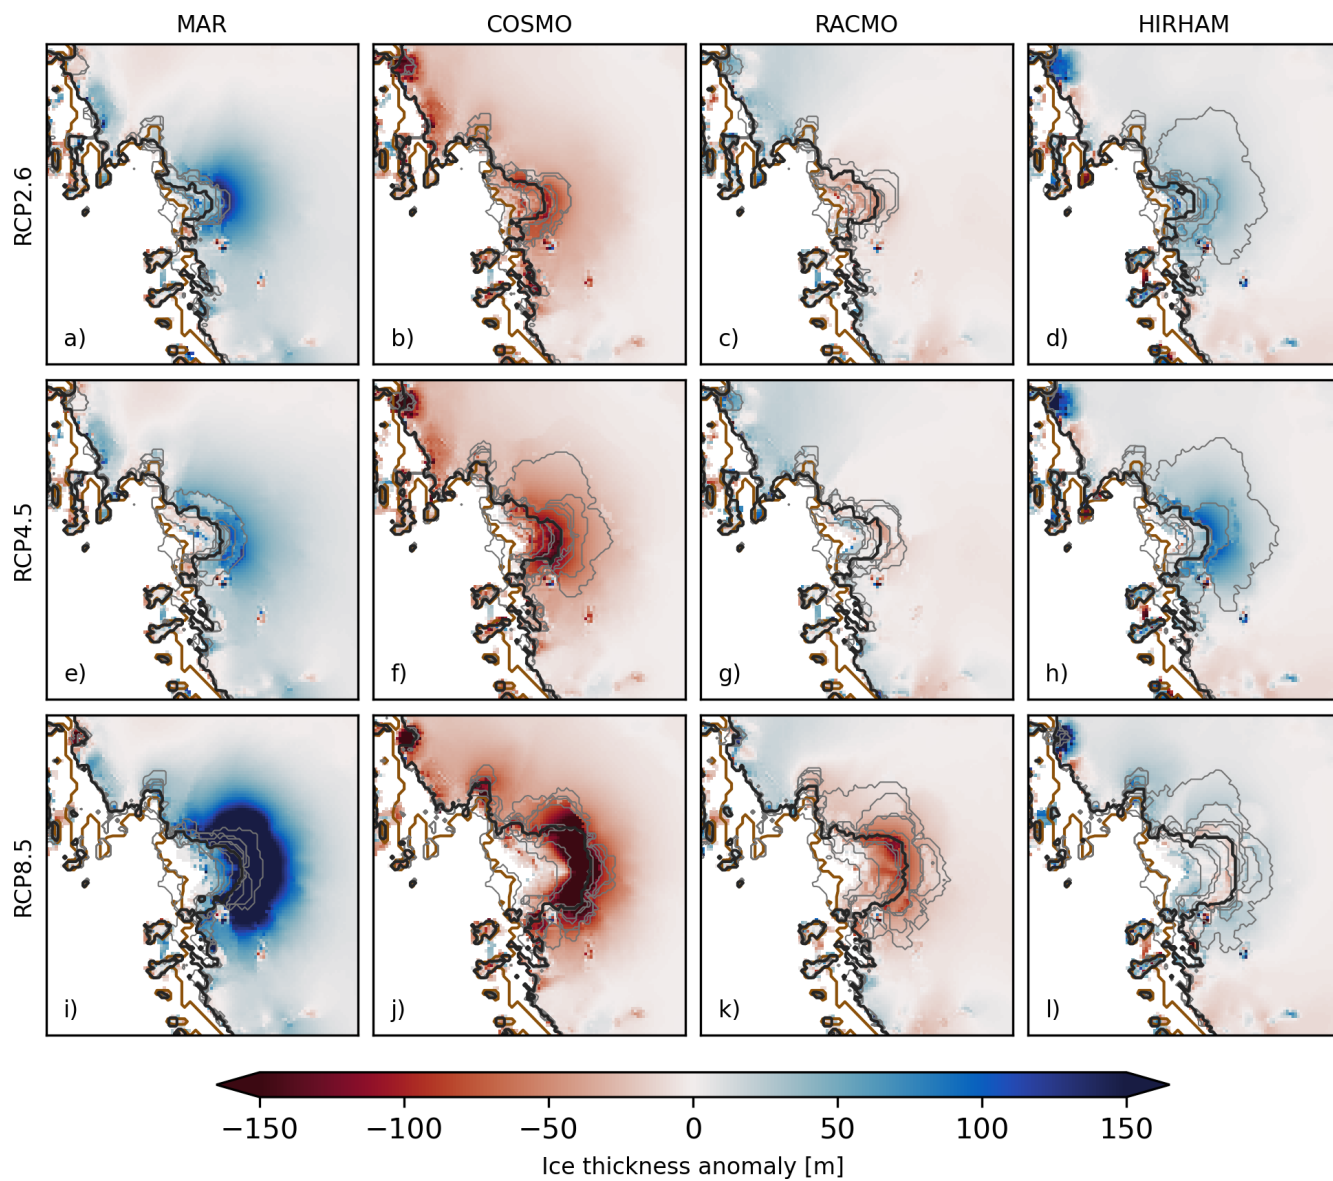 MAR COSMO RACMO HIRHAM
RCP2.6
a) b) c) d)
RCP4.5
e) f) g) h)
RCP8.5
i) j) k) l)
−150 −100 −50 0 50 100 150
Ice thickness anomaly [m]